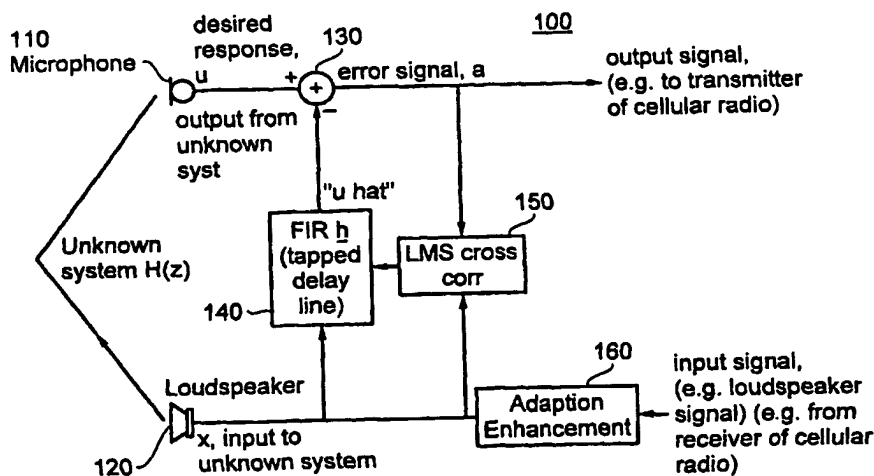 100
110
Microphone
desired
response,
u
130
+
+
−
error signal, a
output signal,
(e.g. to transmitter
of cellular radio)
output from
unknown
syst
"u hat"
150
FIR h
(tapped
delay
line)
LMS cross
corr
Unknown
system H(z)
140
160
input signal,
(e.g. loudspeaker
signal) (e.g. from
receiver of cellular
radio)
Adaption
Enhancement
Loudspeaker
x, input to
unknown system
120